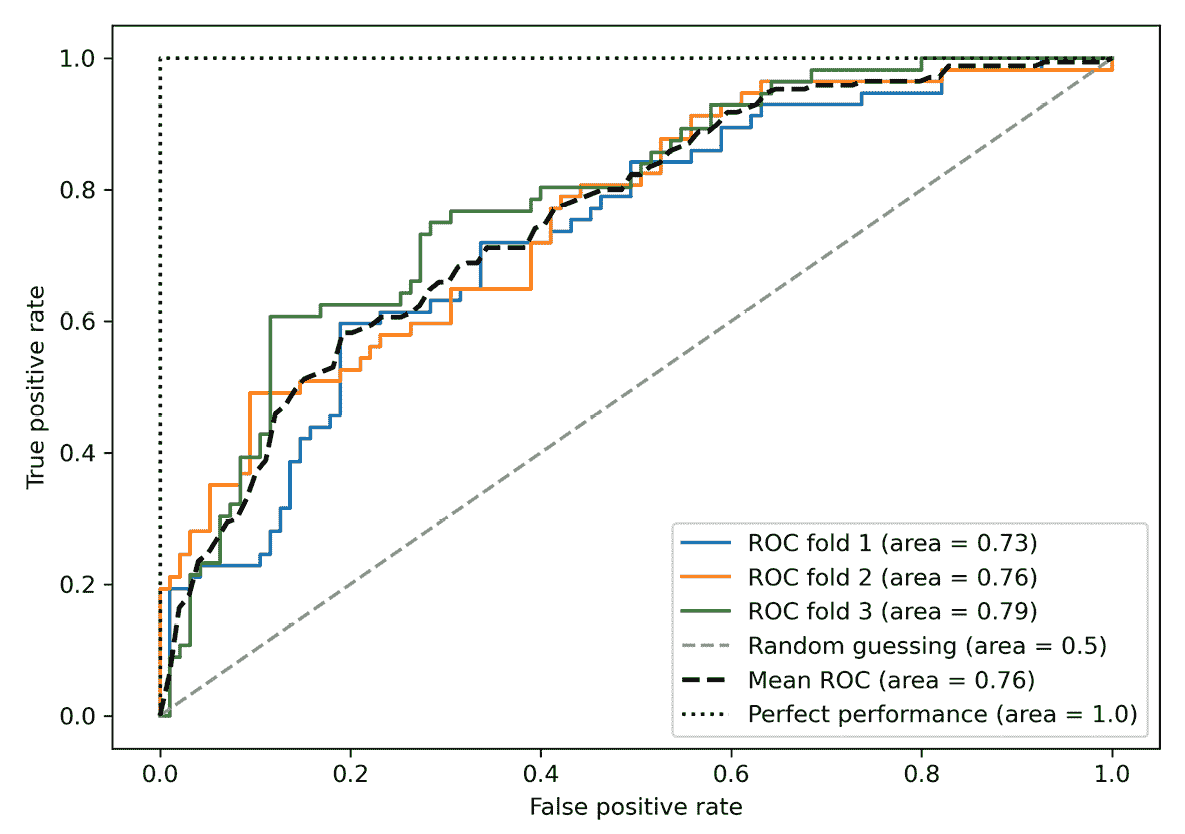 1.0
0.8
0.6
0.4
0.2
0.0
True positive rate
ROC fold 1 (area = 0.73)
ROC fold 2 (area = 0.76)
ROC fold 3 (area = 0.79)
Random guessing (area = 0.5)
Mean ROC (area = 0.76)
Perfect performance (area = 1.0)
0.0 0.2 0.4 0.6 0.8 1.0
False positive rate